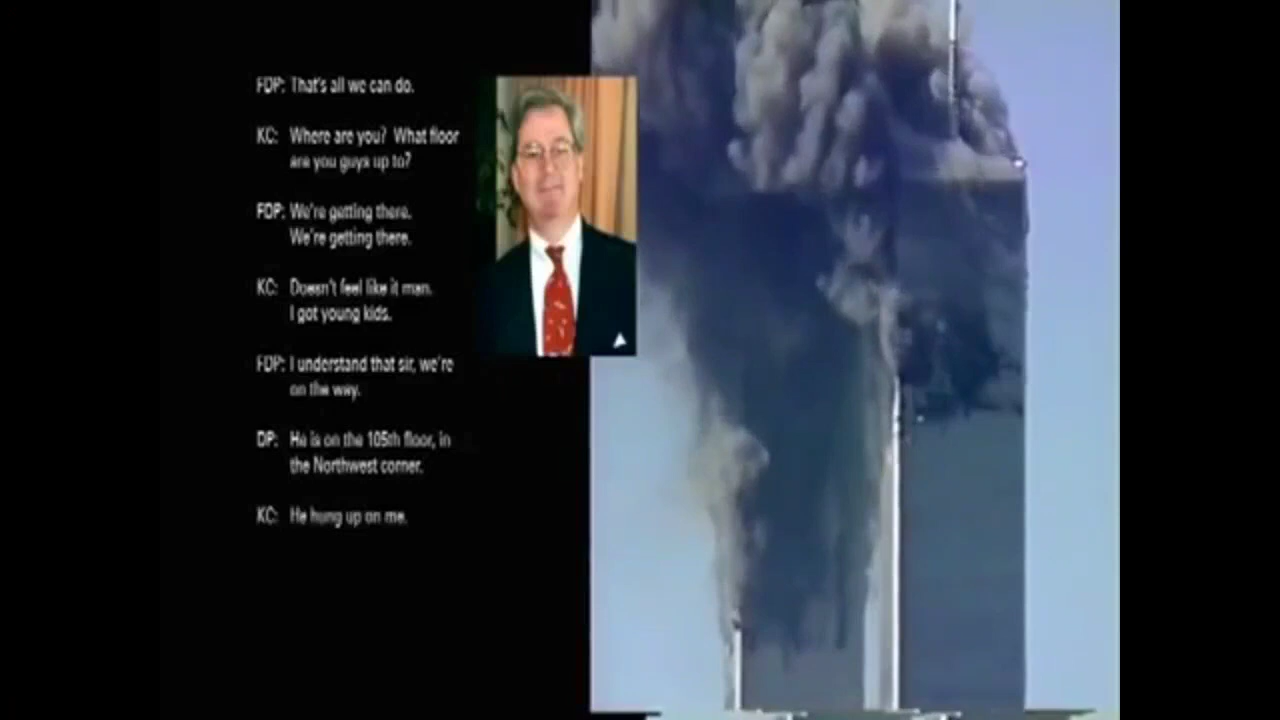 FDP: That's all we can do.
KC: Where are you? What floor
are you guys up to?
FDP: We're getting there.
We're getting there.
KC: Doesn't feel like it man.
I got young kids.
FDP: I understand that sir, we're
on the way.
DP: He is on the 105th floor, in
the Northwest corner.
KC: He hung up on me.